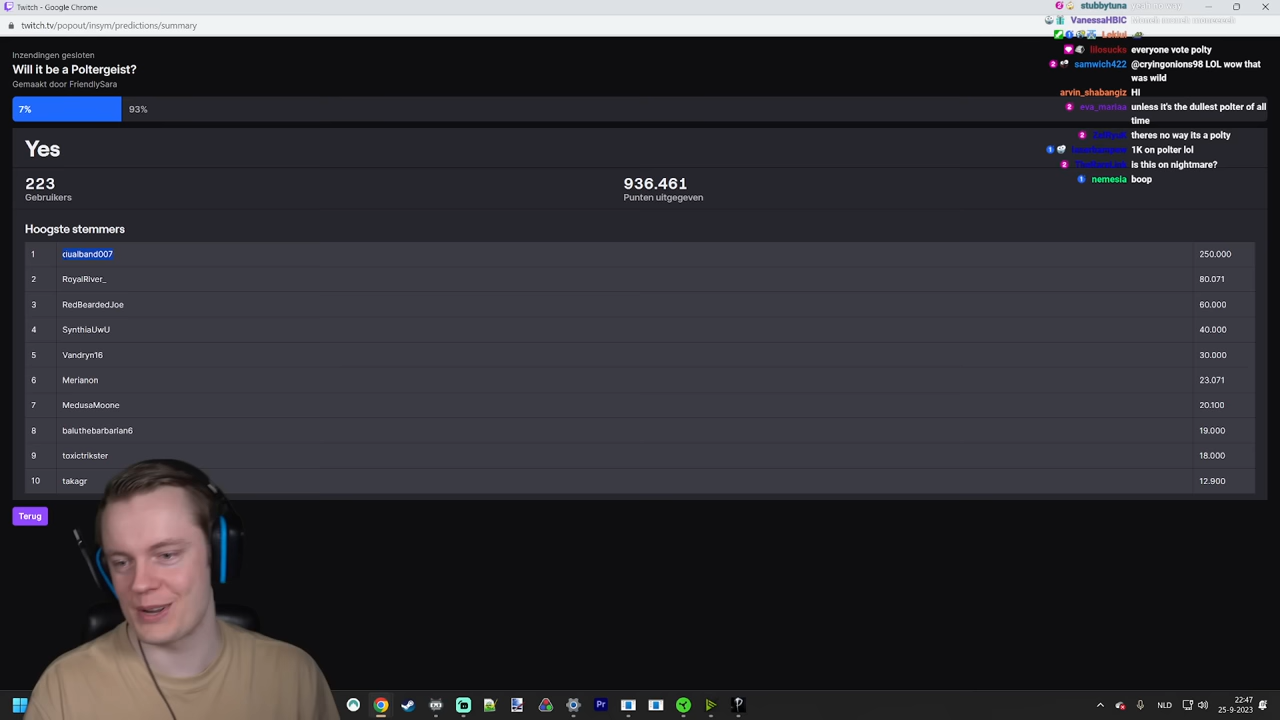 Twitch - Google Chrome
twitch.tv/popout/insym/predictions/summary
Inzendingen gesloten
Will it be a Poltergeist?
Gemaakt door FriendlySara
7%
93%
Yes
223
Gebruikers
936.461
Punten uitgegeven
Hoogste stemmers
1 dualband007 250.000
2 RoyalRiver_ 80.071
3 RedBeardedJoe 60.000
4 SynthiaUwU 40.000
5 Vandryn16 30.000
6 Merianon 23.071
7 MedusaMoone 20.100
8 baluthebarbarian6 19.000
9 toxictrikster 18.000
10 takagr 12.900
Terug
stubbytuna yeah no way
VanessaHBIC
Lokiul
lilosucks everyone vote polty
samwich422 @cryingonions98 LOL wow that
was wild
arvin_shabangiz HI
eva_mariaa unless it's the dullest polter of all
time
theres no way its a polty
1K on polter lol
is this on nightmare?
nemesia boop
Pr
NLD
22:47
25-9-2023